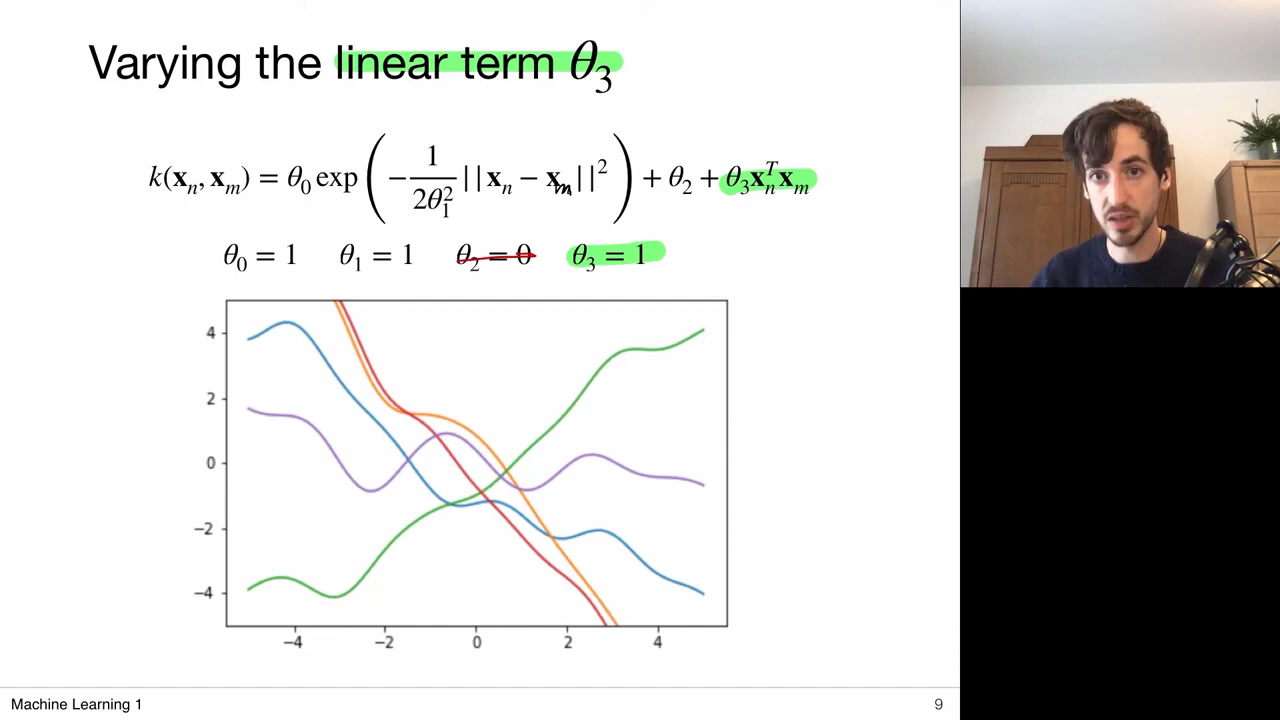 Varying the linear term θ₃
k(𝐱ₙ, 𝐱ₘ) = θ₀ exp ( − 1/(2θ₁²) ||𝐱ₙ − 𝐱ₘ||² ) + θ₂ + θ₃𝐱ₙᵀ𝐱ₘ
θ₀ = 1 θ₁ = 1 θ₂ = 0 θ₃ = 1
4
2
0
−2
−4
−4 −2 0 2 4
Machine Learning 1 9